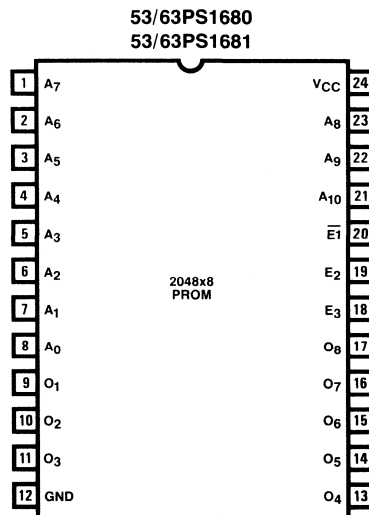 53/63PS1680
53/63PS1681
1 A7 VCC 24
2 A6 A8 23
3 A5 A9 22
4 A4 A10 21
5 A3 E1 20
6 A2 E2 19
2048x8
PROM
7 A1 E3 18
8 A0 O8 17
9 O1 O7 16
10 O2 O6 15
11 O3 O5 14
12 GND O4 13